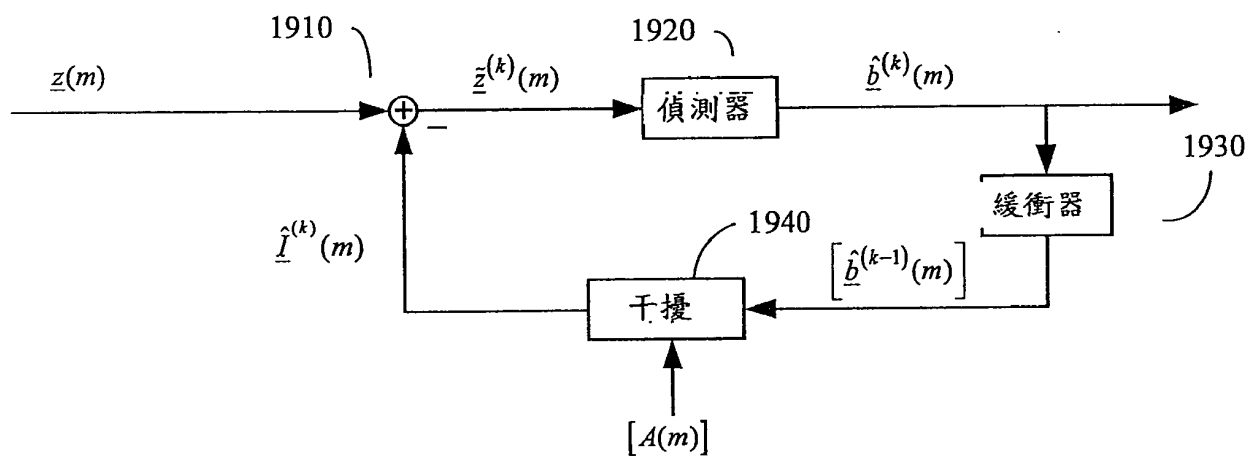 1910
1920
z(m)
z̃^(k)(m)
偵測器
b̂^(k)(m)
1930
緩衝器
−
Î^(k)(m)
1940
[b̂^(k-1)(m)]
干擾
[A(m)]